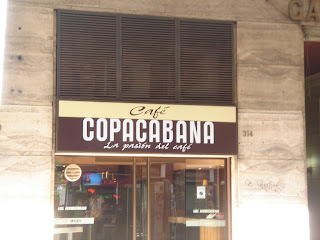 Café
COPACABANA
La pasión del café
314